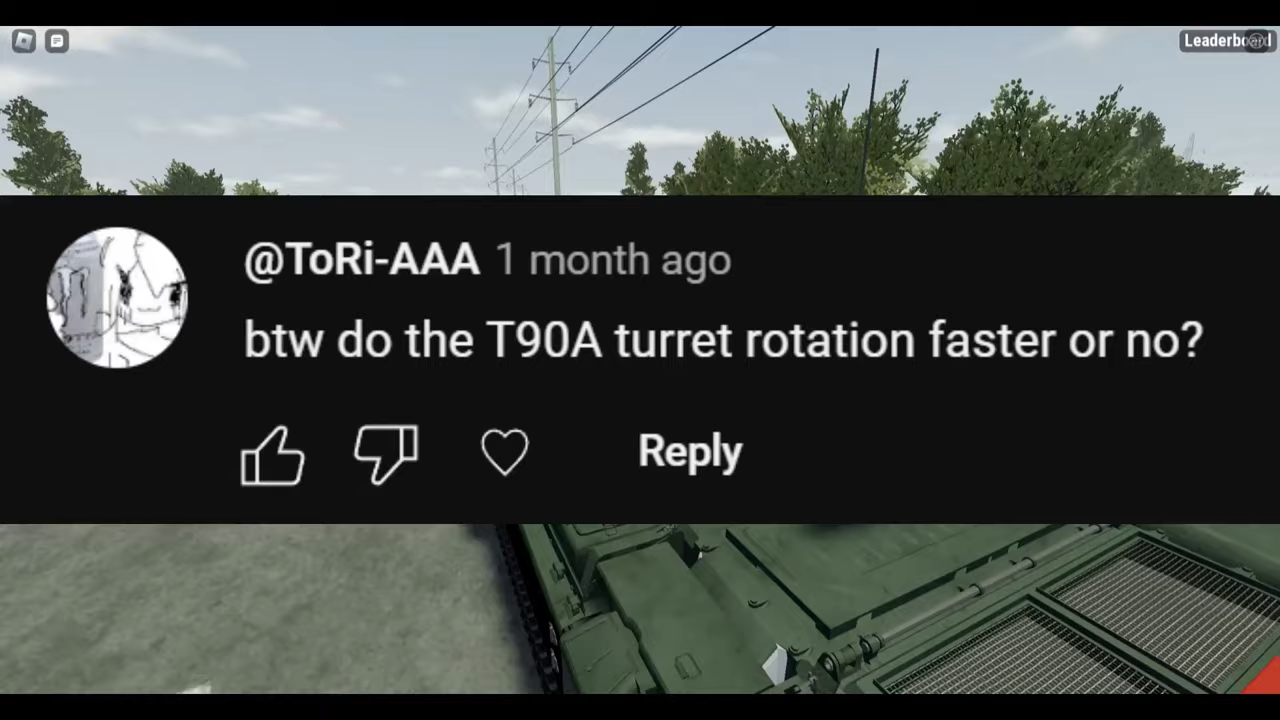 Leaderboard
@ToRi-AAA 1 month ago
btw do the T90A turret rotation faster or no?
Reply